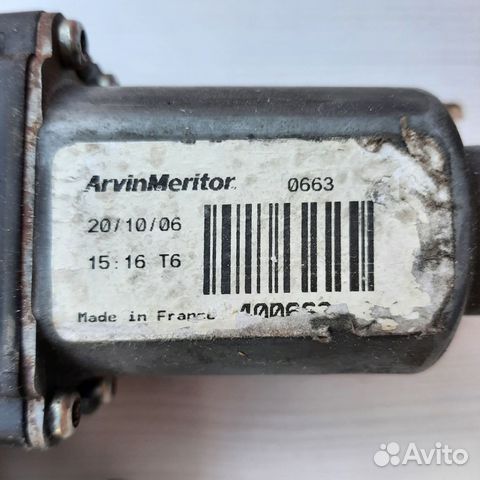 ArvinMeritor. 0663
20/10/06
15:16 T6
Made in France
Avito